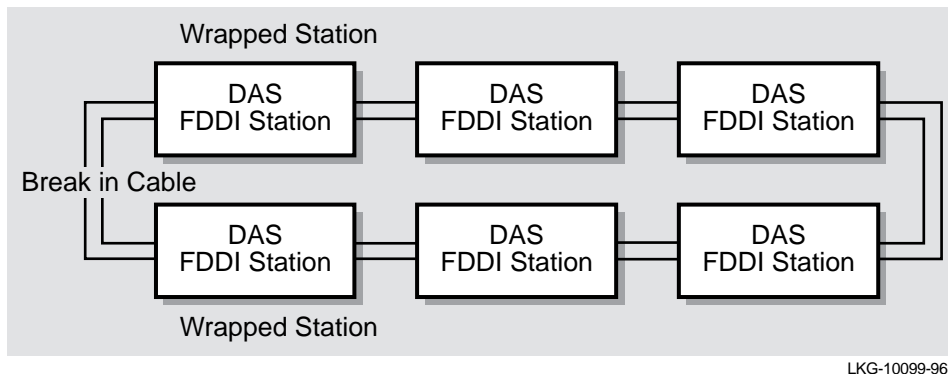 Wrapped Station
DAS
FDDI Station
DAS
FDDI Station
DAS
FDDI Station
Break in Cable
DAS
FDDI Station
DAS
FDDI Station
DAS
FDDI Station
Wrapped Station
LKG-10099-96